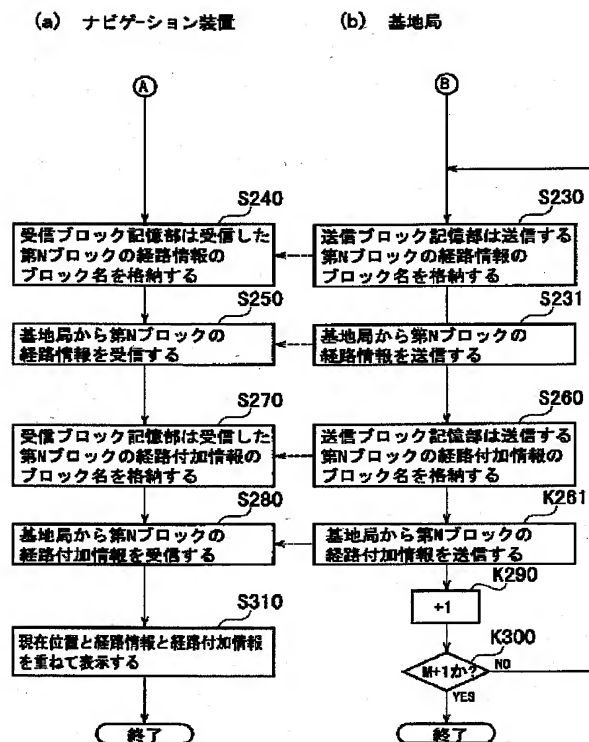 (a) ナビゲーション装置
(b) 基地局
A
B
S240
受信ブロック記憶部は受信した
第Nブロックの経路情報の
ブロック名を格納する
S230
送信ブロック記憶部は送信する
第Nブロックの経路情報の
ブロック名を格納する
S250
基地局から第Nブロックの
経路情報を受信する
S231
基地局から第Nブロックの
経路情報を送信する
S270
受信ブロック記憶部は受信した
第Nブロックの経路付加情報の
ブロック名を格納する
S260
送信ブロック記憶部は送信する
第Nブロックの経路付加情報の
ブロック名を格納する
S280
基地局から第Nブロックの
経路付加情報を受信する
K261
基地局から第Nブロックの
経路付加情報を送信する
K290
+1
S310
現在位置と経路情報と経路付加情報
を重ねて表示する
K300
M+1か?
NO
YES
終了
終了